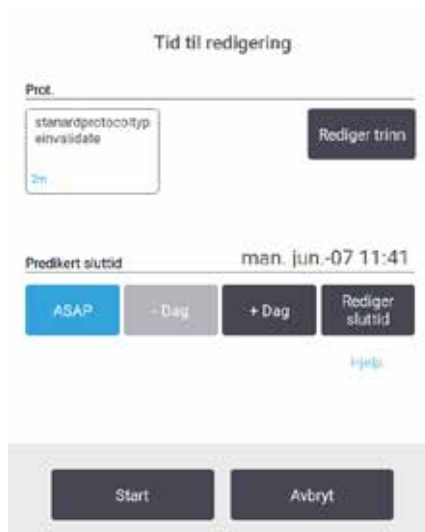 Tid til redigering
Prot.
stanardprotocoltyp
einvalidate
Rediger trinn
2m
Predikert sluttid
man. jun.-07 11:41
ASAP
- Dag
+ Dag
Rediger
sluttid
Hjelp
Start
Avbryt